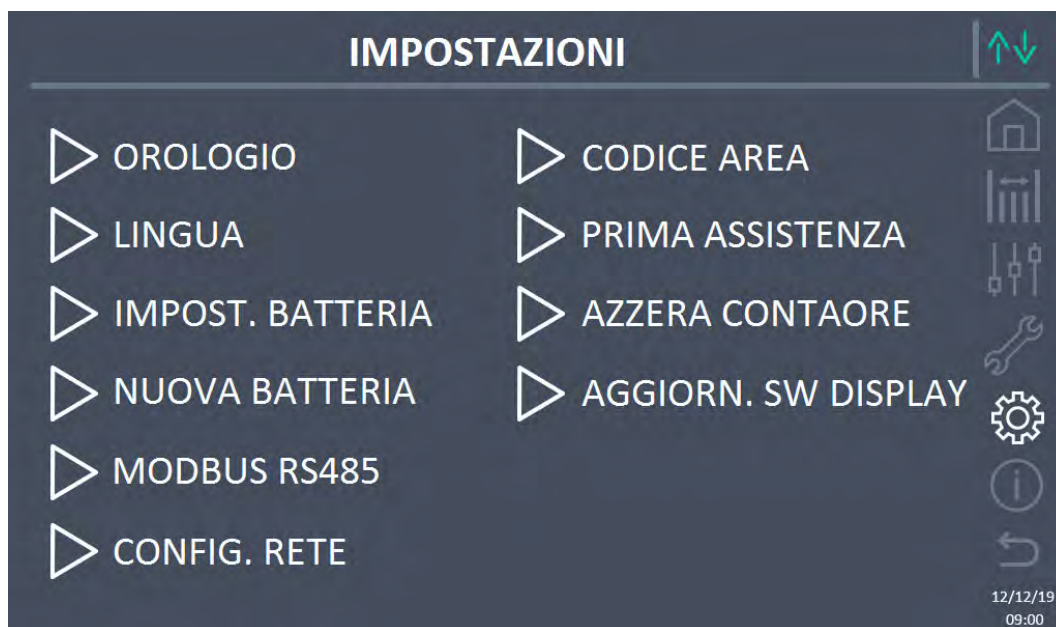 IMPOSTAZIONI
OROLOGIO
LINGUA
IMPOST. BATTERIA
NUOVA BATTERIA
MODBUS RS485
CONFIG. RETE
CODICE AREA
PRIMA ASSISTENZA
AZZERA CONTAORE
AGGIORN. SW DISPLAY
12/12/19
09:00